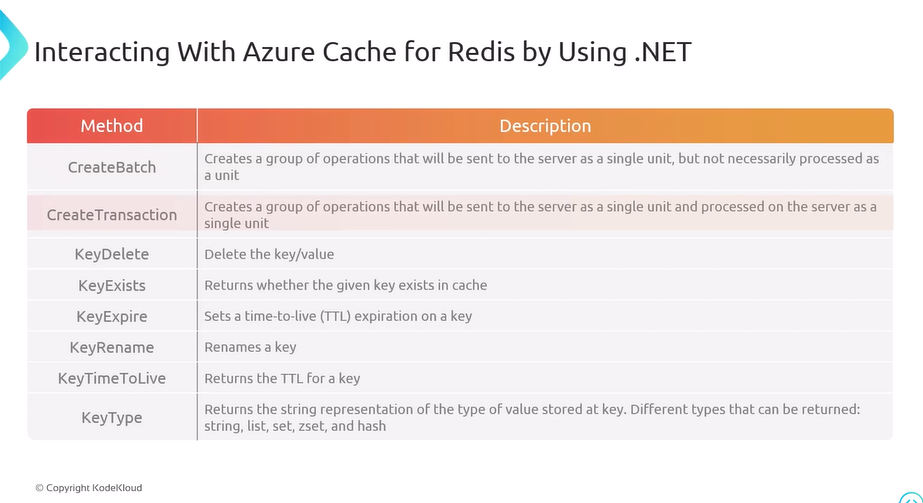 Interacting With Azure Cache for Redis by Using .NET
Method
Description
CreateBatch
Creates a group of operations that will be sent to the server as a single unit, but not necessarily processed as
a unit
CreateTransaction
Creates a group of operations that will be sent to the server as a single unit and processed on the server as a
single unit
KeyDelete
Delete the key/value
KeyExists
Returns whether the given key exists in cache
KeyExpire
Sets a time-to-live (TTL) expiration on a key
KeyRename
Renames a key
KeyTimeToLive
Returns the TTL for a key
KeyType
Returns the string representation of the type of value stored at key. Different types that can be returned:
string, list, set, zset, and hash
© Copyright KodeKloud